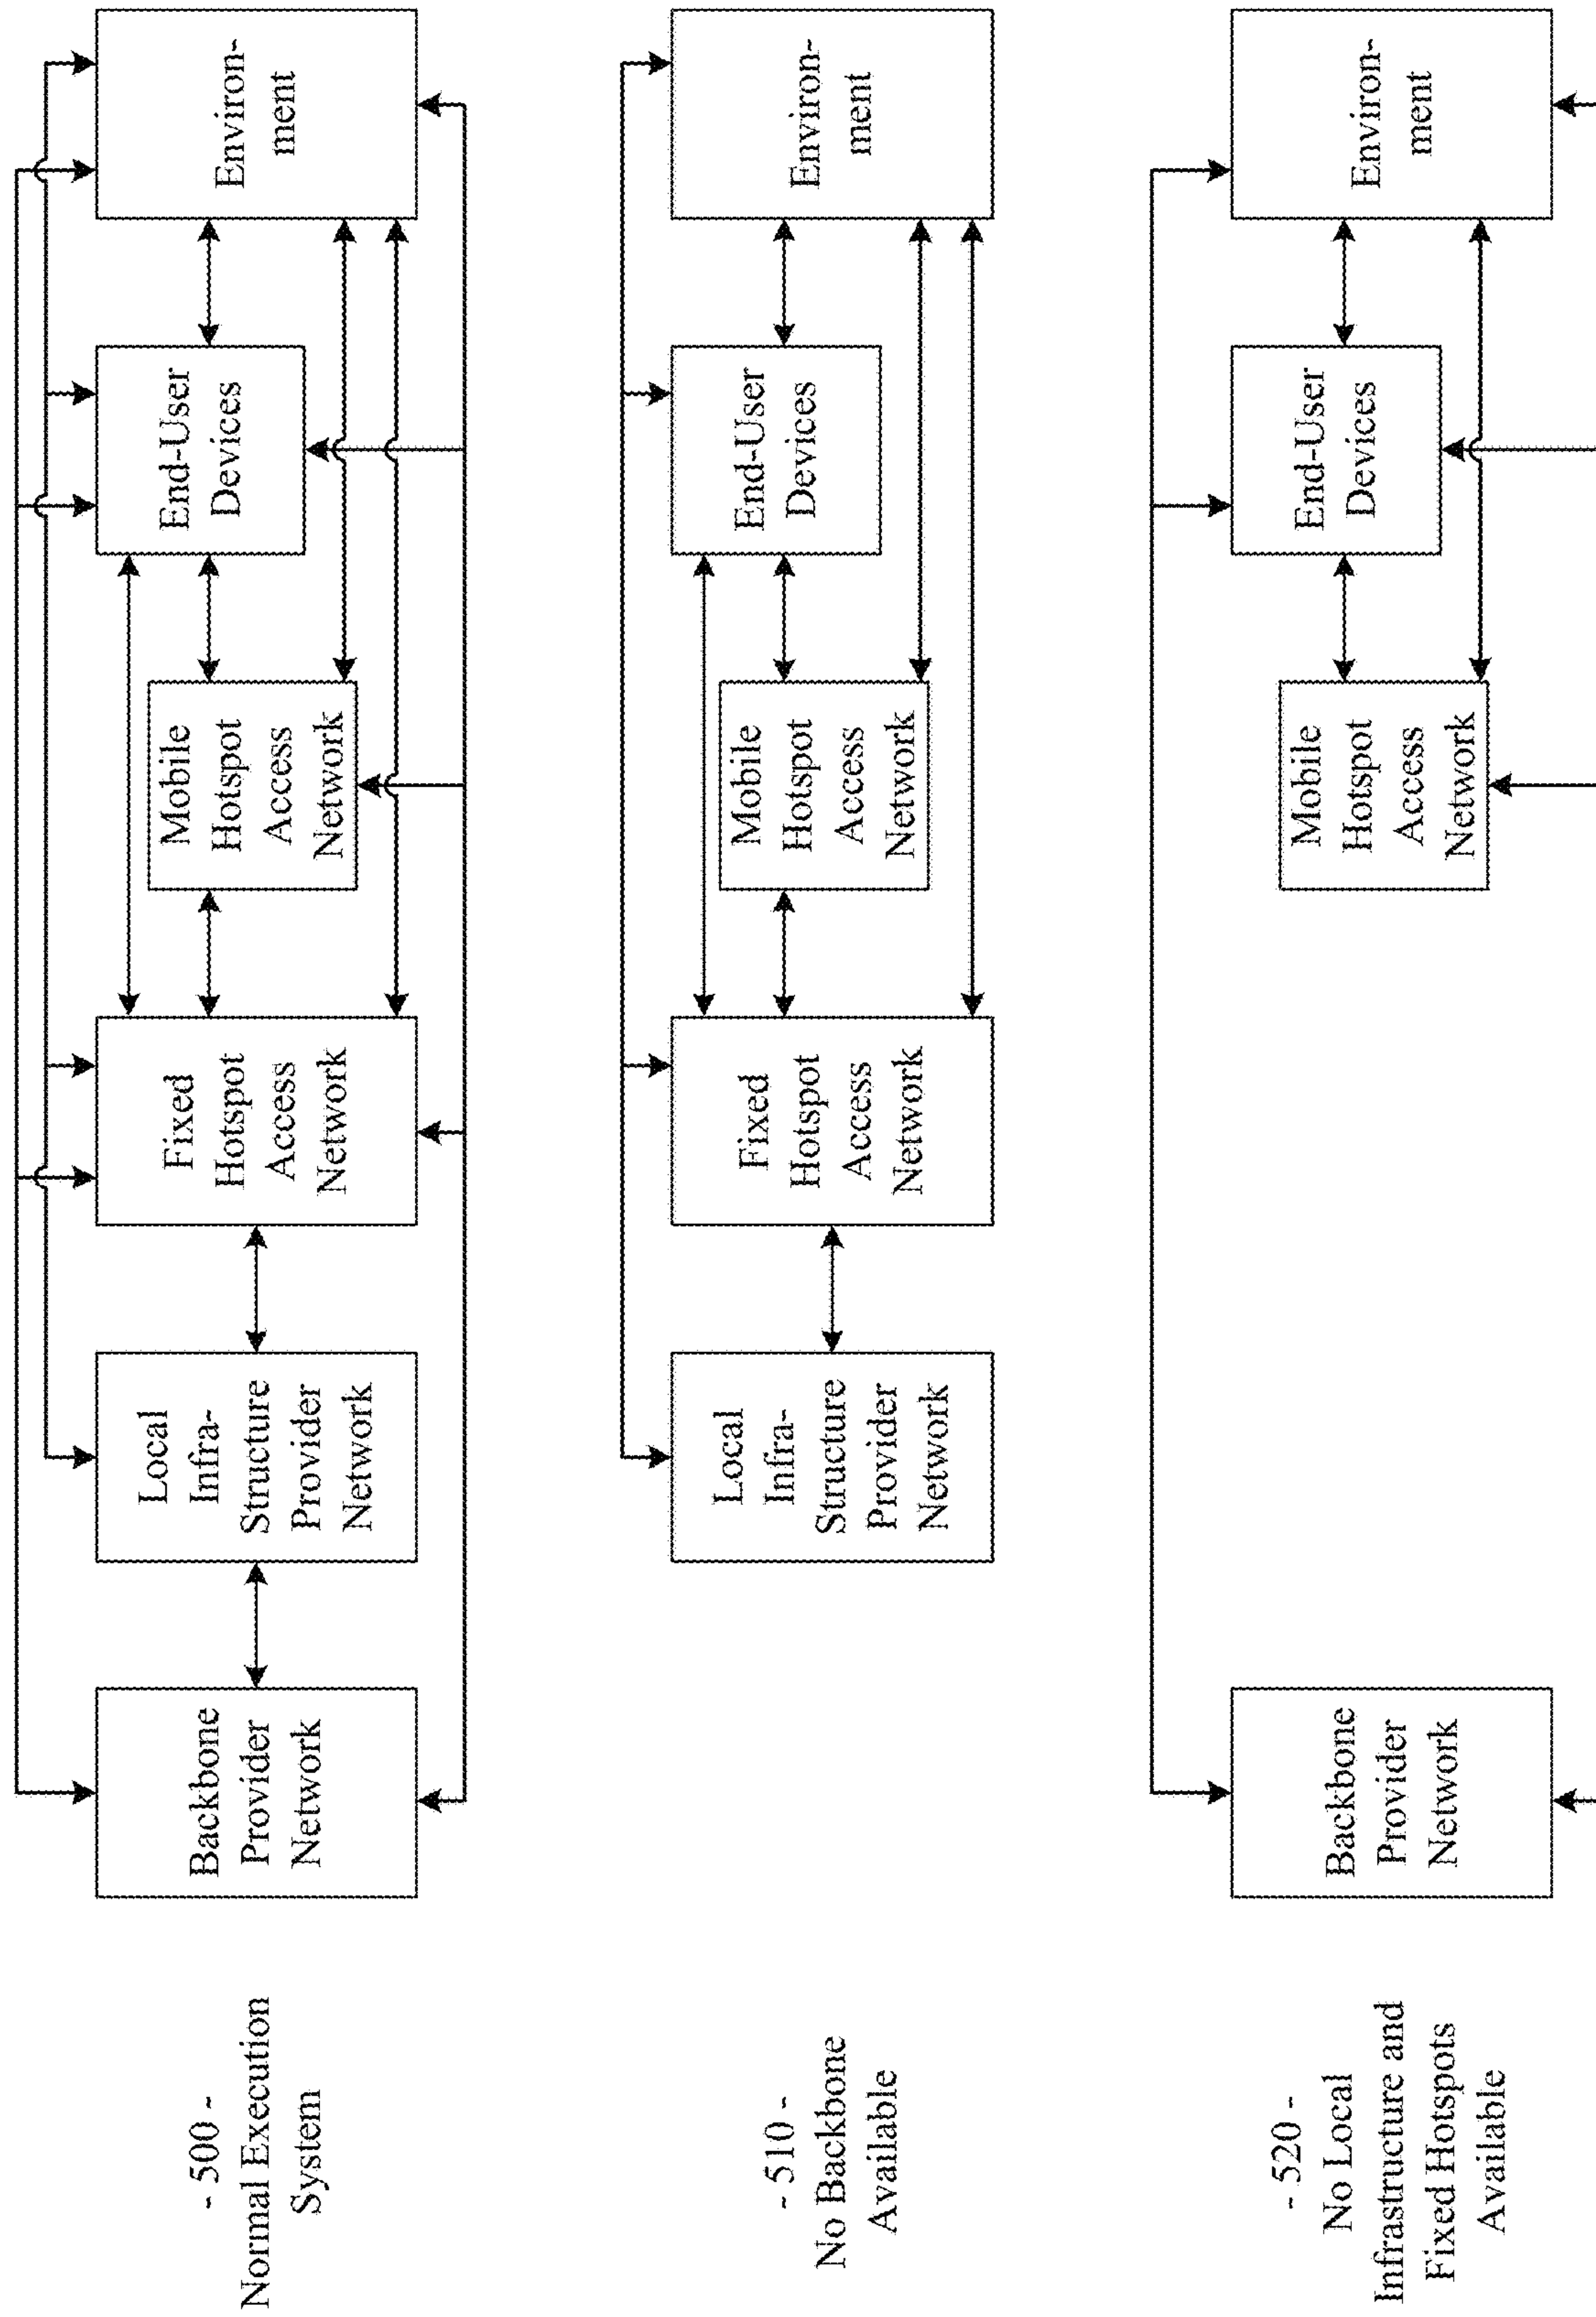 - 500 -
Normal Execution
System
Backbone
Provider
Network
Local
Infra-
Structure
Provider
Network
Fixed
Hotspot
Access
Network
Mobile
Hotspot
Access
Network
End-User
Devices
Environ-
ment
- 510 -
No Backbone
Available
Local
Infra-
Structure
Provider
Network
Fixed
Hotspot
Access
Network
Mobile
Hotspot
Access
Network
End-User
Devices
Environ-
ment
- 520 -
No Local
Infrastructure and
Fixed Hotspots
Available
Backbone
Provider
Network
Mobile
Hotspot
Access
Network
End-User
Devices
Environ-
ment